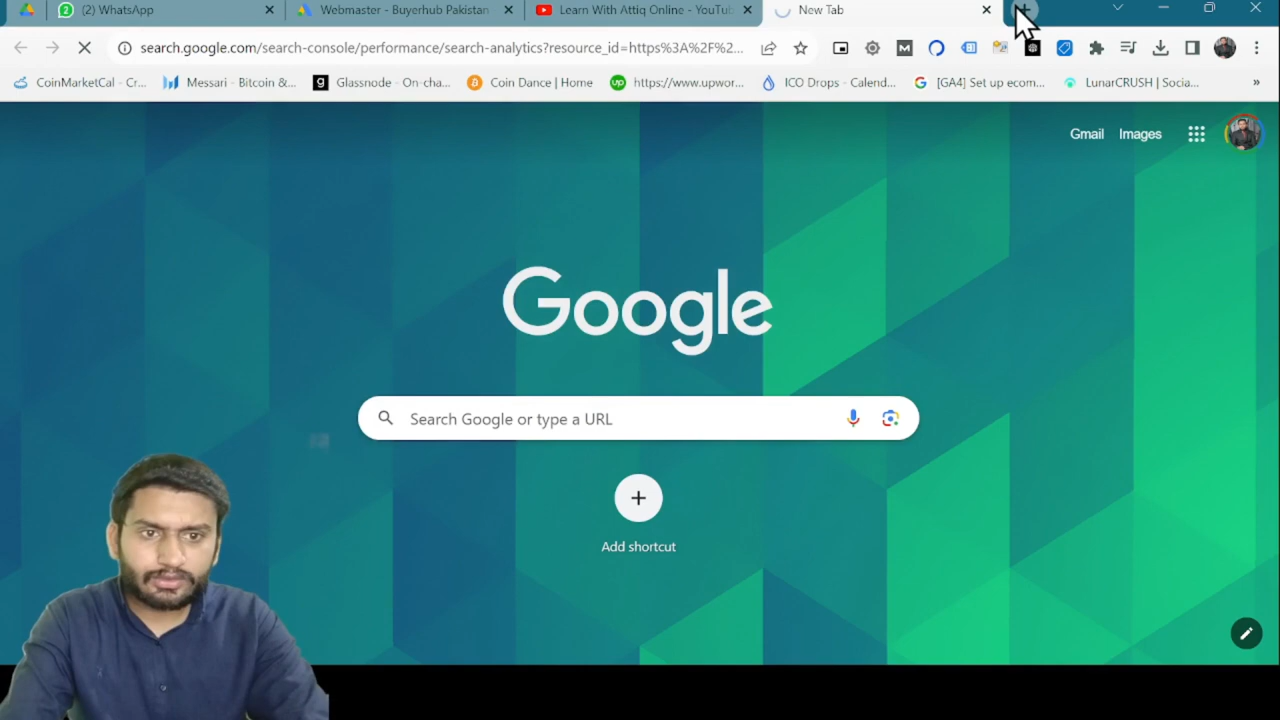 (2) WhatsApp
Webmaster - Buyerhub Pakistan
Learn With Attiq Online - YouTub
New Tab
search.google.com/search-console/performance/search-analytics?resource_id=https%3A%2F%2...
CoinMarketCal - Cr...
Messari - Bitcoin &...
Glassnode - On-cha...
Coin Dance | Home
https://www.upwor...
ICO Drops - Calend...
[GA4] Set up ecom...
LunarCRUSH | Socia...
»
Gmail
Images
Google
Search Google or type a URL
Add shortcut